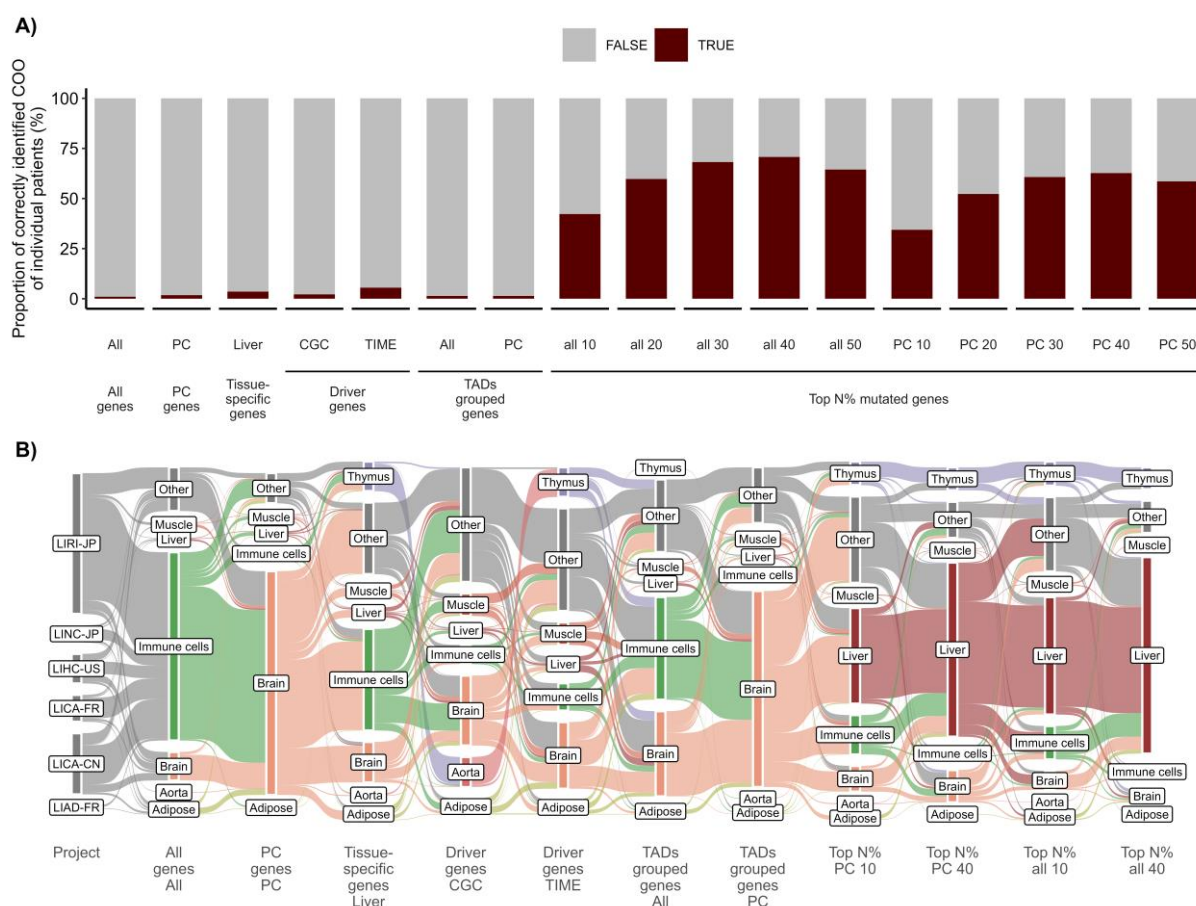 A)
FALSE TRUE
Proportion of correctly identified COO
of individual patients (%)
100
75
50
25
0
All PC Liver CGC TIME All PC all 10 all 20 all 30 all 40 all 50 PC 10 PC 20 PC 30 PC 40 PC 50
All
genes
PC
genes
Tissue-
specific
genes
Driver
genes
TADs
grouped
genes
Top N% mutated genes
B)
LIRI-JP
LINC-JP
LIHC-US
LICA-FR
LICA-CN
LIAD-FR
Other
Muscle
Liver
Immune cells
Brain
Aorta
Adipose
Other
Muscle
Liver
Immune cells
Brain
Adipose
Thymus
Other
Muscle
Liver
Immune cells
Brain
Aorta
Adipose
Other
Muscle
Liver
Immune cells
Brain
Aorta
Adipose
Thymus
Other
Muscle
Liver
Immune cells
Brain
Adipose
Thymus
Other
Muscle
Liver
Immune cells
Brain
Adipose
Other
Muscle
Liver
Immune cells
Brain
Aorta
Adipose
Thymus
Other
Muscle
Liver
Immune cells
Brain
Aorta
Adipose
Thymus
Other
Muscle
Liver
Immune cells
Brain
Adipose
Thymus
Other
Muscle
Liver
Immune cells
Brain
Aorta
Adipose
Thymus
Other
Muscle
Liver
Immune cells
Brain
Adipose
Project
All
genes
All
PC
genes
PC
Tissue-
specific
genes
Liver
Driver
genes
CGC
Driver
genes
TIME
TADs
grouped
genes
All
TADs
grouped
genes
PC
Top N%
PC 10
Top N%
PC 40
Top N%
all 10
Top N%
all 40